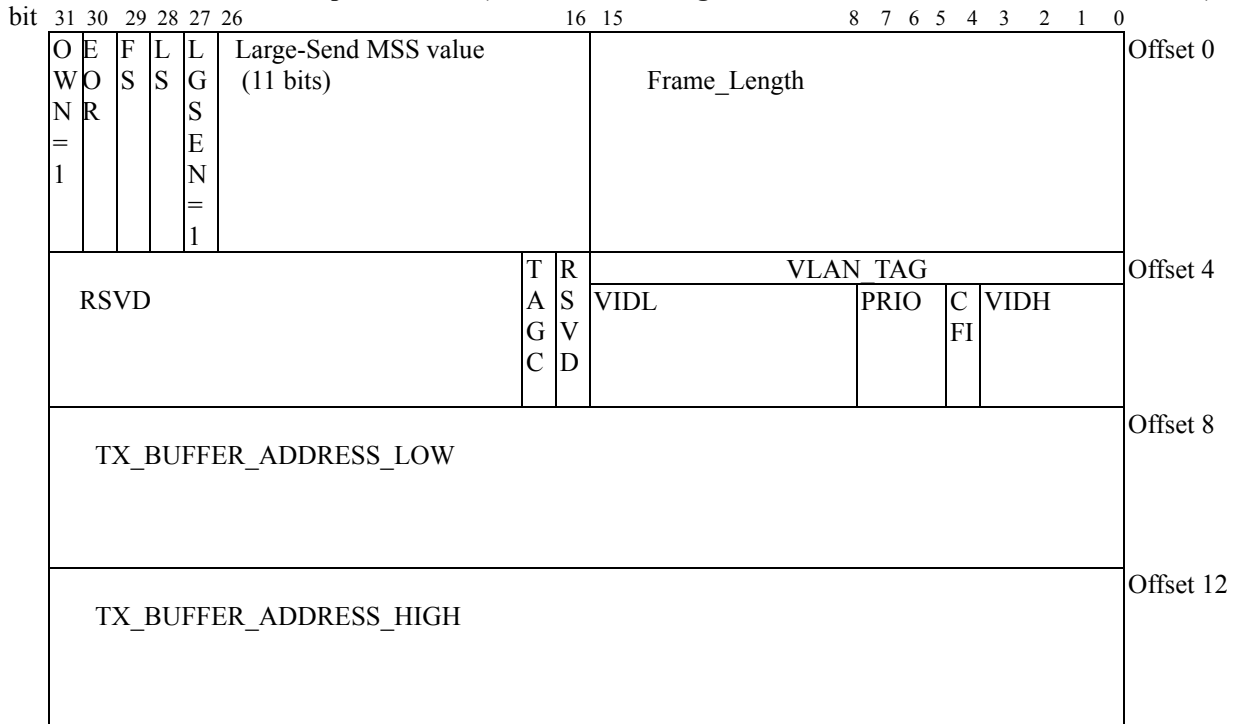 bit 31 30 29 28 27 26 16 15 8 7 6 5 4 3 2 1 0
O E F L L Large-Send MSS value Offset 0
W O S S G (11 bits) Frame_Length
N R S
= E
1 N
=
1
T R VLAN_TAG Offset 4
RSVD A S VIDL PRIO C VIDH
G V FI
C D
Offset 8
TX_BUFFER_ADDRESS_LOW
Offset 12
TX_BUFFER_ADDRESS_HIGH